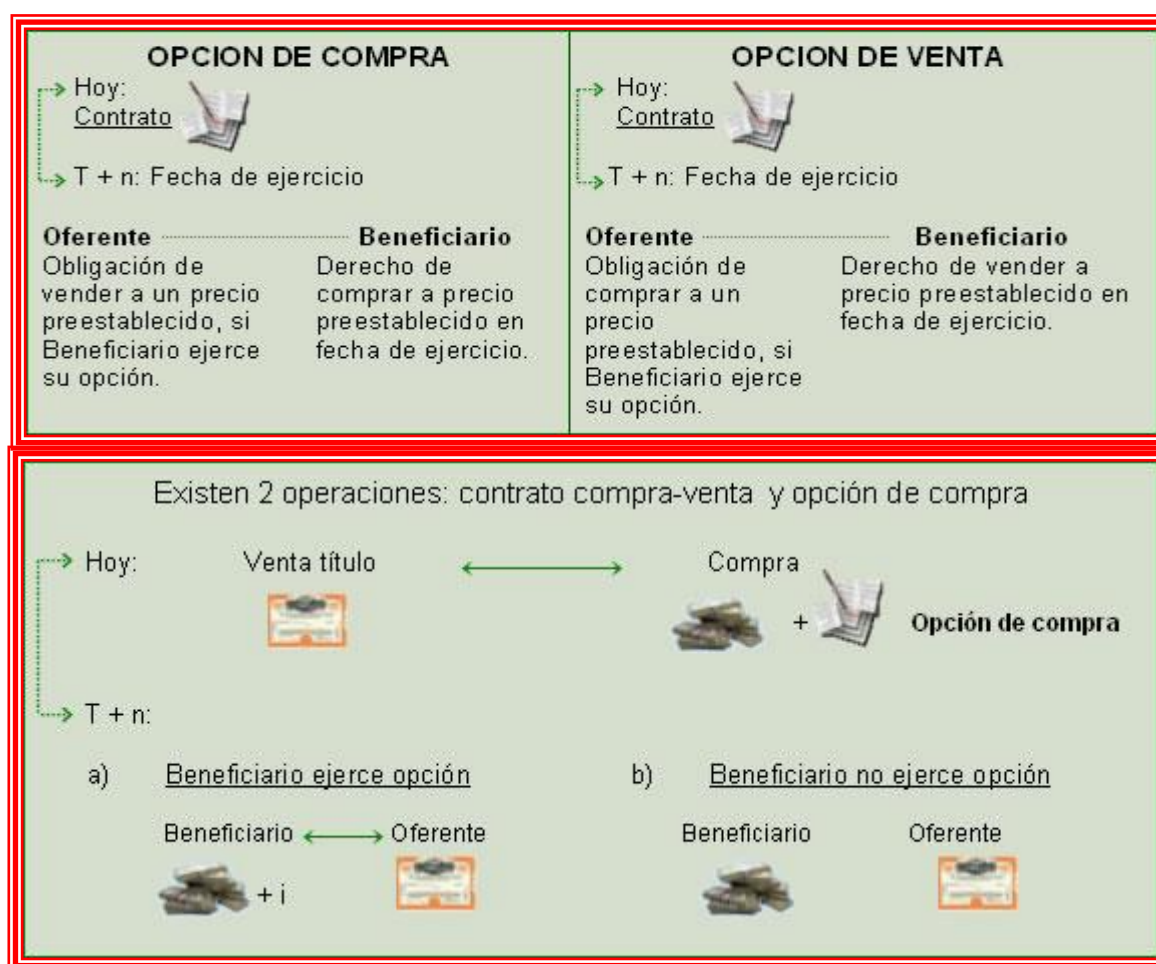 OPCION DE COMPRA
Hoy:
Contrato
T + n: Fecha de ejercicio
Oferente
Beneficiario
Obligación de
vender a un precio
preestablecido, si
Beneficiario ejerce
su opción.
Derecho de
comprar a precio
preestablecido en
fecha de ejercicio.
OPCION DE VENTA
Hoy:
Contrato
T + n: Fecha de ejercicio
Oferente
Beneficiario
Obligación de
comprar a un
precio
preestablecido, si
Beneficiario ejerce
su opción.
Derecho de vender a
precio preestablecido en
fecha de ejercicio.
Existen 2 operaciones: contrato compra-venta y opción de compra
Hoy:
Venta título
Compra
+
Opción de compra
T + n:
a) Beneficiario ejerce opción
Beneficiario
Oferente
+ i
b) Beneficiario no ejerce opción
Beneficiario
Oferente